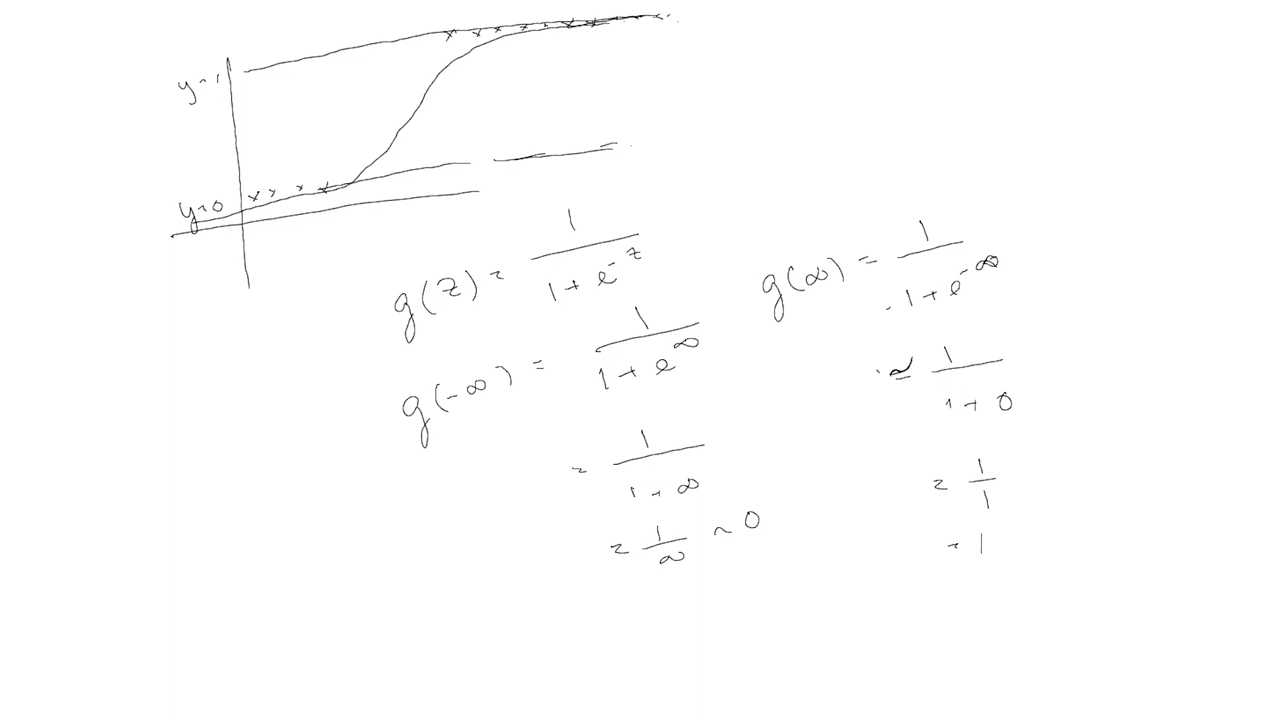 y = 1
y = 0
g(z) = 1 / (1 + e^-z)
g(-∞) = 1 / (1 + e^∞)
= 1 / (1 + ∞)
= 1 / ∞ ~ 0
g(∞) = 1 / (1 + e^-∞)
≃ 1 / (1 + 0)
= 1 / 1
= 1